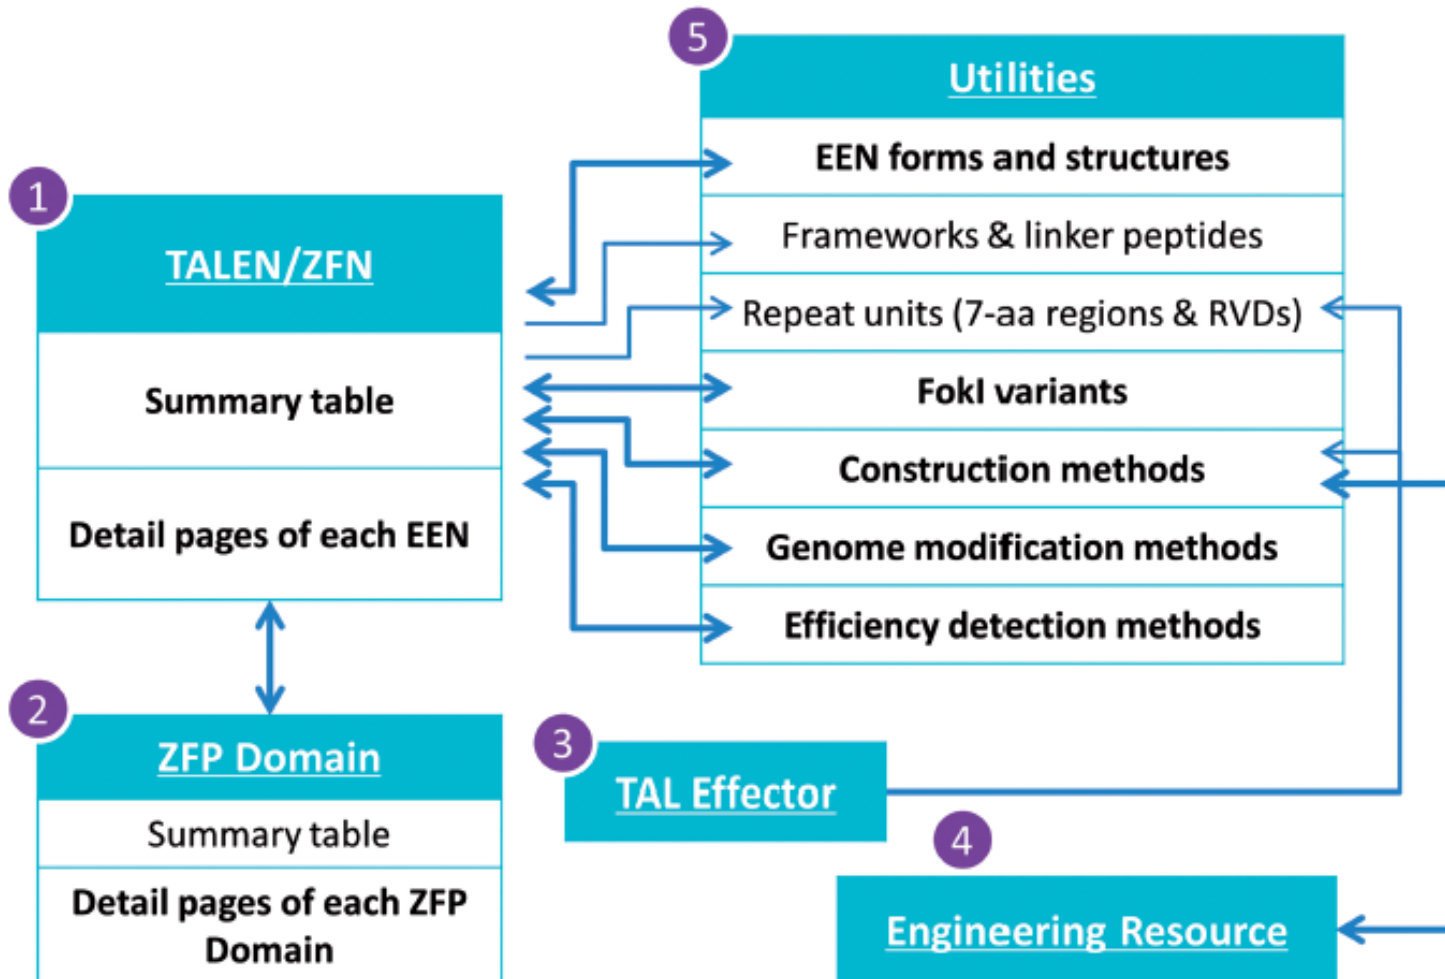 1
TALEN/ZFN
Summary table
Detail pages of each EEN
2
ZFP Domain
Summary table
Detail pages of each ZFP
Domain
5
Utilities
EEN forms and structures
Frameworks & linker peptides
Repeat units (7-aa regions & RVDs)
FokI variants
Construction methods
Genome modification methods
Efficiency detection methods
3
TAL Effector
4
Engineering Resource